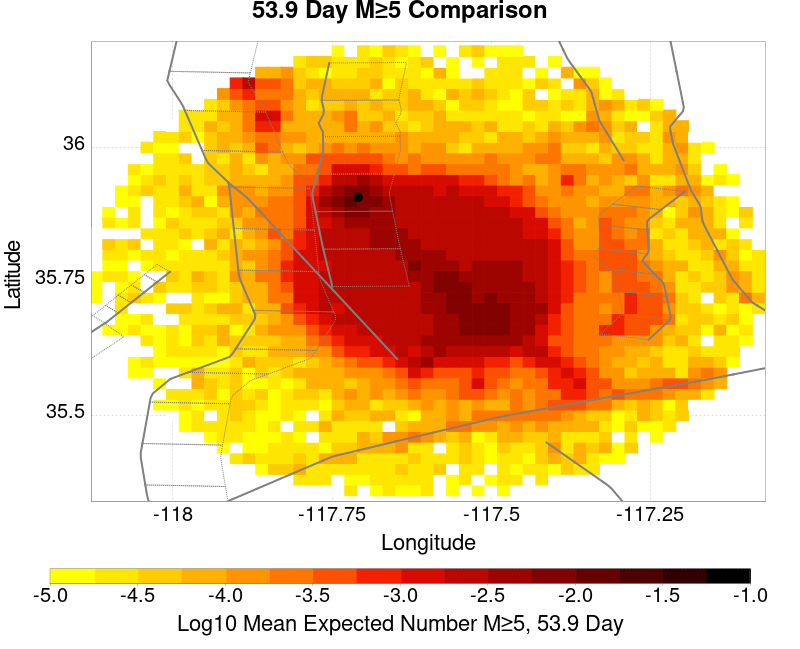 53.9 Day M≥5 Comparison
36
35.75
35.5
Latitude
-118 -117.75 -117.5 -117.25
Longitude
-5.0 -4.5 -4.0 -3.5 -3.0 -2.5 -2.0 -1.5 -1.0
Log10 Mean Expected Number M≥5, 53.9 Day